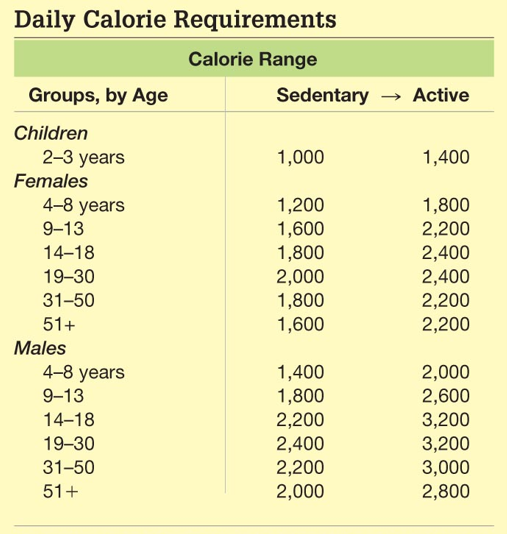 Daily Calorie Requirements
Calorie Range
Groups, by Age Sedentary → Active
Children
2–3 years 1,000 1,400
Females
4–8 years 1,200 1,800
9–13 1,600 2,200
14–18 1,800 2,400
19–30 2,000 2,400
31–50 1,800 2,200
51+ 1,600 2,200
Males
4–8 years 1,400 2,000
9–13 1,800 2,600
14–18 2,200 3,200
19–30 2,400 3,200
31–50 2,200 3,000
51+ 2,000 2,800